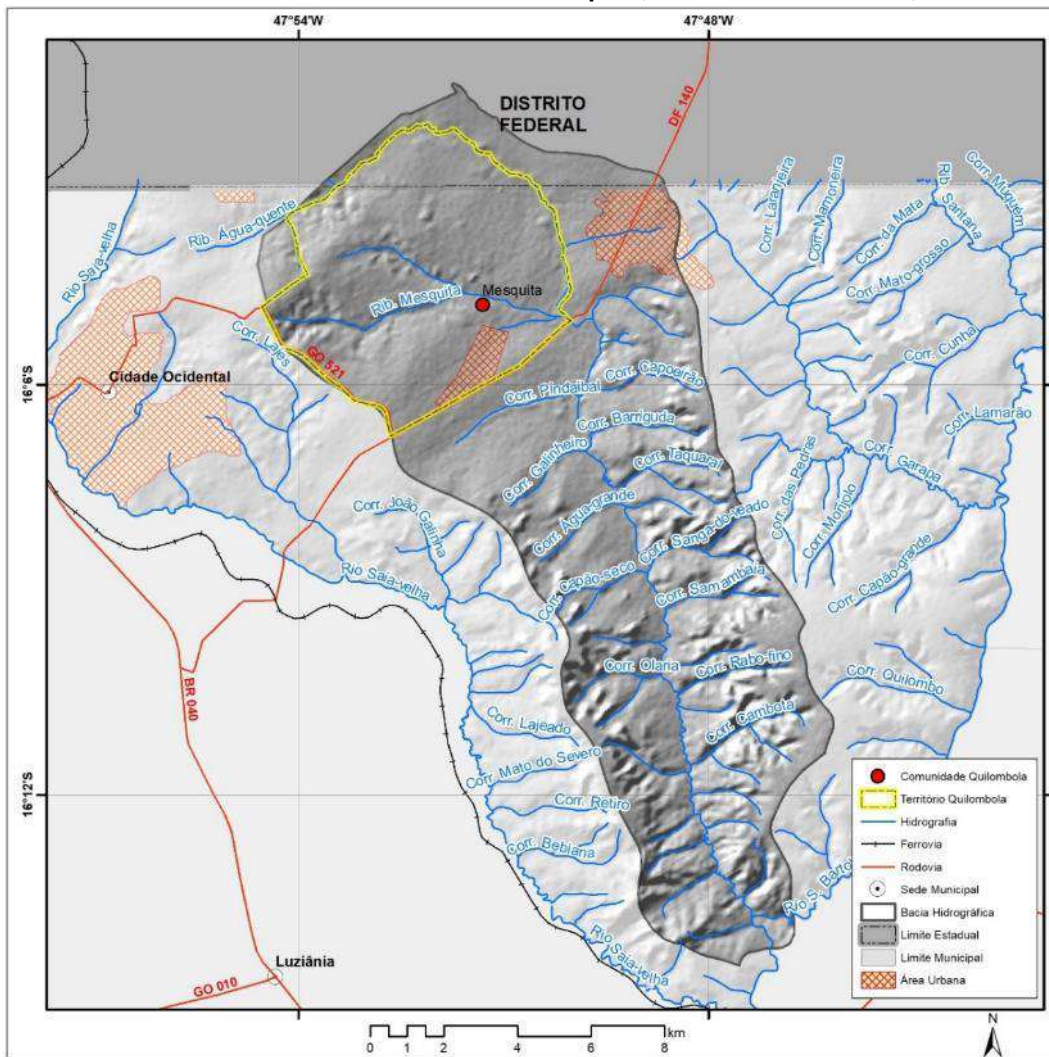 47°54'W
47°48'W
DISTRITO
FEDERAL
DF 140
Rib. Água-quente
Rio Saia-velha
Corr. Laranjeira
Corr. Mamoneira
Corr. da Mata
Rib. Santana
Corr. Muguém
Corr. Mato-grosso
Mesquita
Rib. Mesquita
Corr. Lajes
GO 521
Corr. Cunha
16°6'S
Cidade Ocidental
Corr. Pindaibal
Corr. Capoeirão
Corr. Lamarão
Corr. Barriguda
Corr. Galinheiro
Corr. Taquaral
Corr. das Pedras
Corr. Garapa
Corr. Monjolo
Corr. João Galinha
Corr. Água-grande
Corr. Sanga-do-veado
Corr. Capão-seco
Corr. Samambaia
Corr. Capão-grande
Rio Saia-velha
Corr. Olaria
Corr. Rabo-fino
Corr. Quilombo
BR 040
Corr. Lajeado
Corr. Cambota
Corr. Mato do Severo
16°12'S
Corr. Retiro
Corr. Bebiana
Rio S. Bartol
Rio Saia-velha
Luziânia
GO 010
Comunidade Quilombola
Território Quilombola
Hidrografia
Ferrovia
Rodovia
Sede Municipal
Bacia Hidrográfica
Limite Estadual
Limite Municipal
Área Urbana
km
0 1 2 4 6 8
N